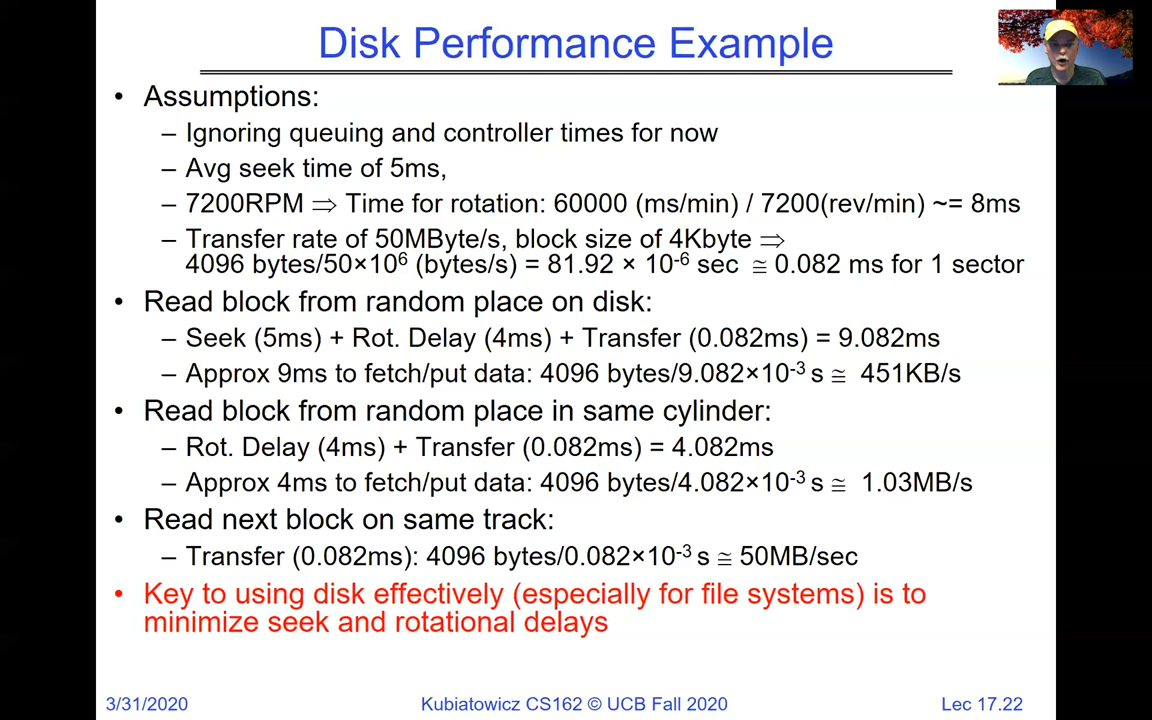 Disk Performance Example
• Assumptions:
– Ignoring queuing and controller times for now
– Avg seek time of 5ms,
– 7200RPM ⇒ Time for rotation: 60000 (ms/min) / 7200(rev/min) ~= 8ms
– Transfer rate of 50MByte/s, block size of 4Kbyte ⇒
4096 bytes/50×10⁶ (bytes/s) = 81.92 × 10⁻⁶ sec ≅ 0.082 ms for 1 sector
• Read block from random place on disk:
– Seek (5ms) + Rot. Delay (4ms) + Transfer (0.082ms) = 9.082ms
– Approx 9ms to fetch/put data: 4096 bytes/9.082×10⁻³ s ≅ 451KB/s
• Read block from random place in same cylinder:
– Rot. Delay (4ms) + Transfer (0.082ms) = 4.082ms
– Approx 4ms to fetch/put data: 4096 bytes/4.082×10⁻³ s ≅ 1.03MB/s
• Read next block on same track:
– Transfer (0.082ms): 4096 bytes/0.082×10⁻³ s ≅ 50MB/sec
• Key to using disk effectively (especially for file systems) is to
minimize seek and rotational delays
3/31/2020 Kubiatowicz CS162 © UCB Fall 2020 Lec 17.22